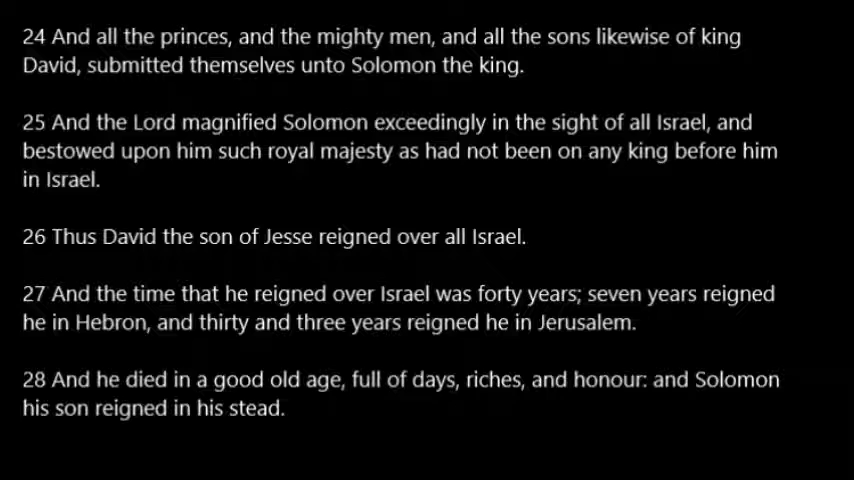 24 And all the princes, and the mighty men, and all the sons likewise of king
David, submitted themselves unto Solomon the king.
25 And the Lord magnified Solomon exceedingly in the sight of all Israel, and
bestowed upon him such royal majesty as had not been on any king before him
in Israel.
26 Thus David the son of Jesse reigned over all Israel.
27 And the time that he reigned over Israel was forty years; seven years reigned
he in Hebron, and thirty and three years reigned he in Jerusalem.
28 And he died in a good old age, full of days, riches, and honour: and Solomon
his son reigned in his stead.